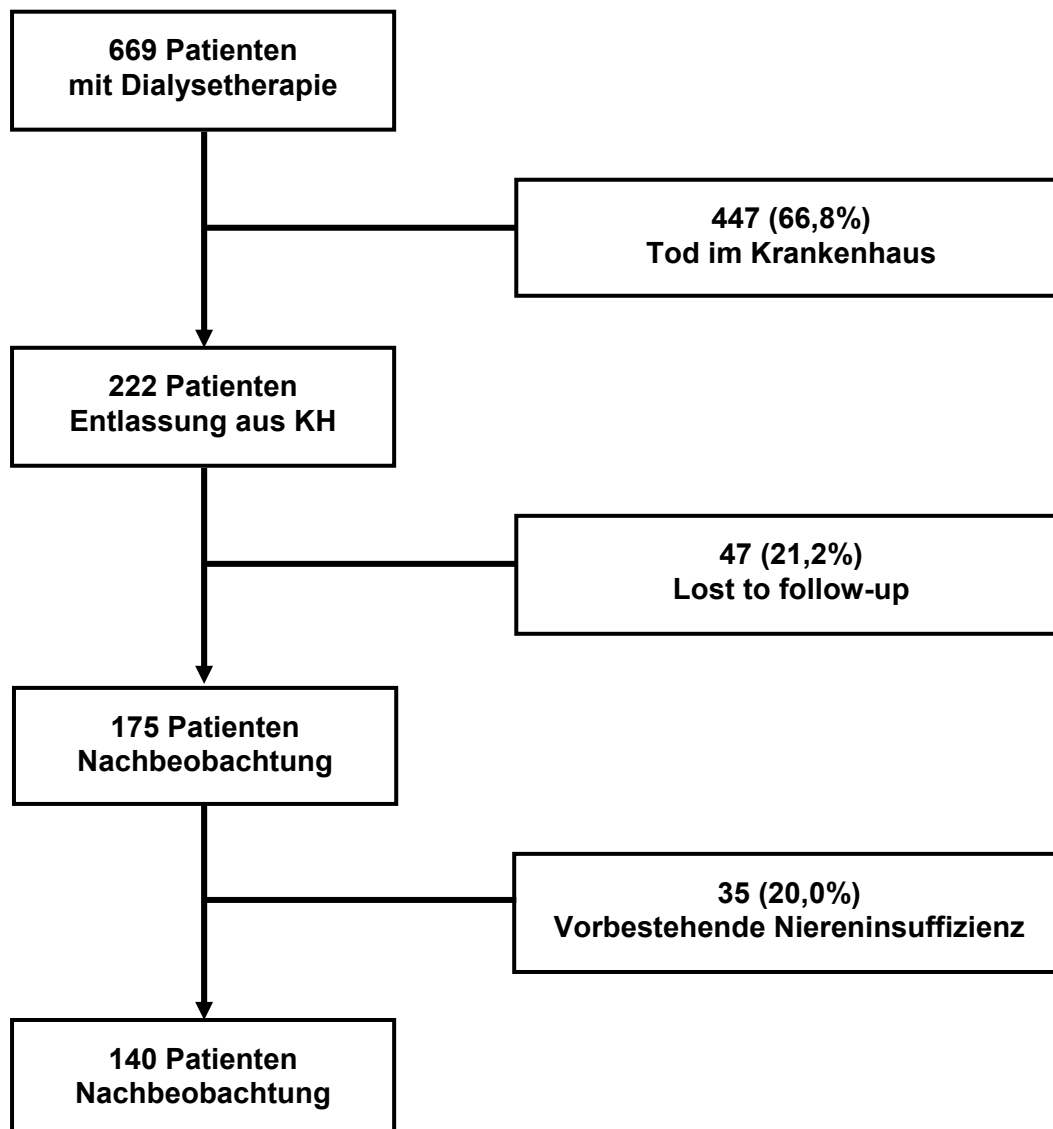 669 Patienten
mit Dialysetherapie
447 (66,8%)
Tod im Krankenhaus
222 Patienten
Entlassung aus KH
47 (21,2%)
Lost to follow-up
175 Patienten
Nachbeobachtung
35 (20,0%)
Vorbestehende Niereninsuffizienz
140 Patienten
Nachbeobachtung